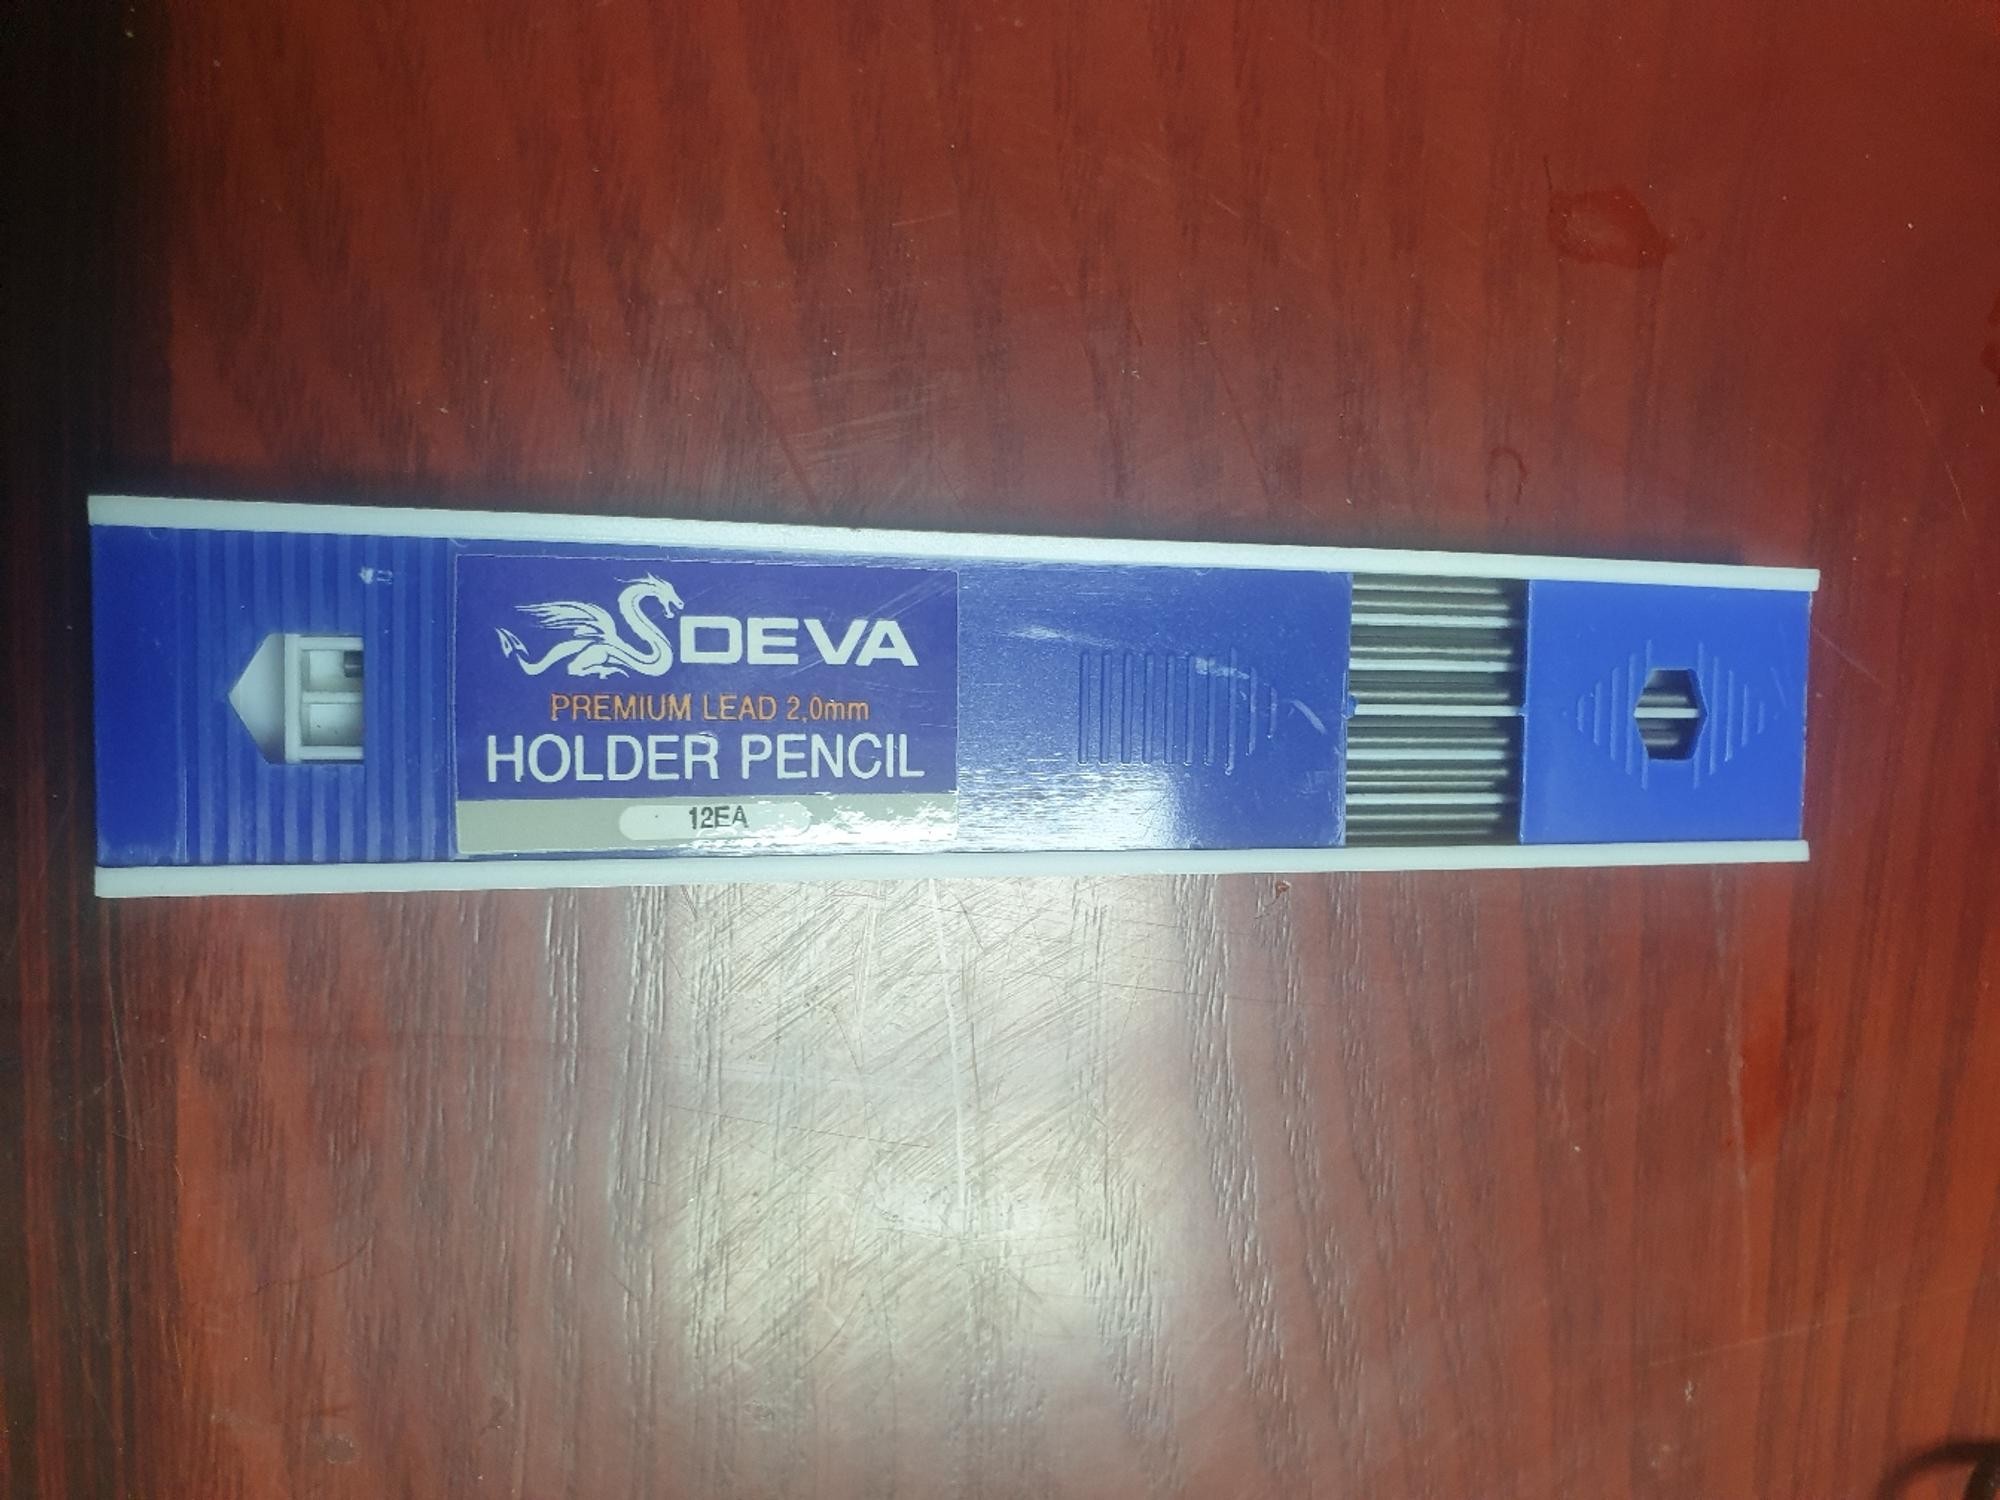 DEVA
PREMIUM LEAD 2.0mm
HOLDER PENCIL
12EA